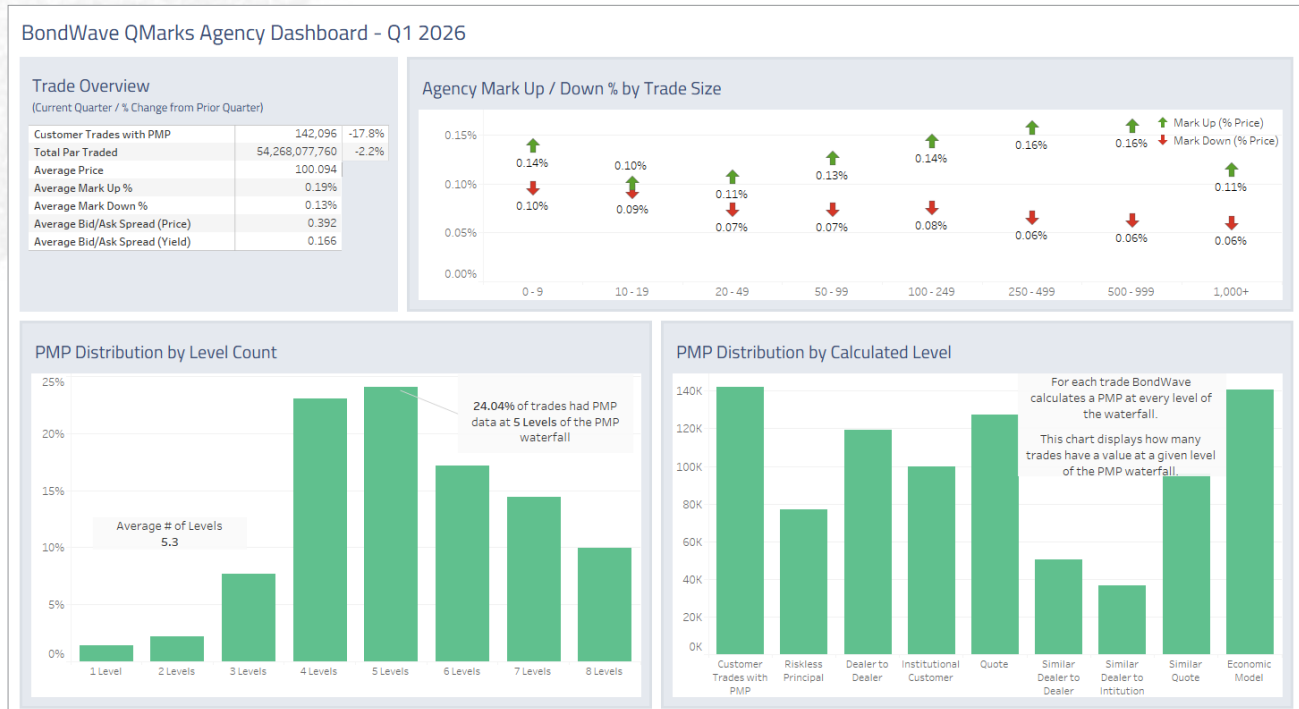 BondWave QMarks Agency Dashboard - Q1 2026
Trade Overview
(Current Quarter / % Change from Prior Quarter)
Customer Trades with PMP 142,096 -17.8%
Total Par Traded 54,268,077,760 -2.2%
Average Price 100.094
Average Mark Up % 0.19%
Average Mark Down % 0.13%
Average Bid/Ask Spread (Price) 0.392
Average Bid/Ask Spread (Yield) 0.166
Agency Mark Up / Down % by Trade Size
0.15%
0.10%
0.05%
0.00%
Mark Up (% Price)
Mark Down (% Price)
0.14% 0.10% 0.11% 0.13% 0.14% 0.16% 0.16% 0.11%
0.10% 0.09% 0.07% 0.07% 0.08% 0.06% 0.06% 0.06%
0 - 9 10 - 19 20 - 49 50 - 99 100 - 249 250 - 499 500 - 999 1,000+
PMP Distribution by Level Count
25%
20%
15%
10%
5%
0%
24.04% of trades had PMP
data at 5 Levels of the PMP
waterfall
Average # of Levels
5.3
1 Level 2 Levels 3 Levels 4 Levels 5 Levels 6 Levels 7 Levels 8 Levels
PMP Distribution by Calculated Level
140K
120K
100K
80K
60K
40K
20K
0K
For each trade BondWave
calculates a PMP at every level of
the waterfall.
This chart displays how many
trades have a value at a given level
of the PMP waterfall.
Customer
Trades with
PMP
Riskless
Principal
Dealer to
Dealer
Institutional
Customer
Quote
Similar
Dealer to
Dealer
Similar
Dealer to
Intitution
Similar
Quote
Economic
Model